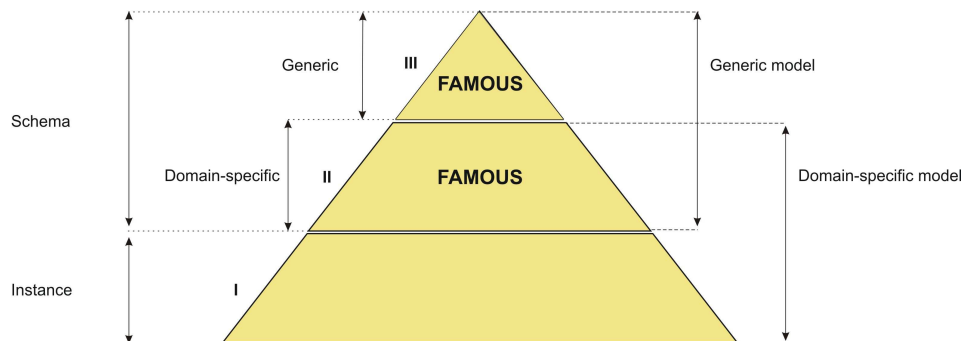 Generic
III
Generic model
FAMOUS
Schema
Domain-specific
II
FAMOUS
Domain-specific model
Instance
I